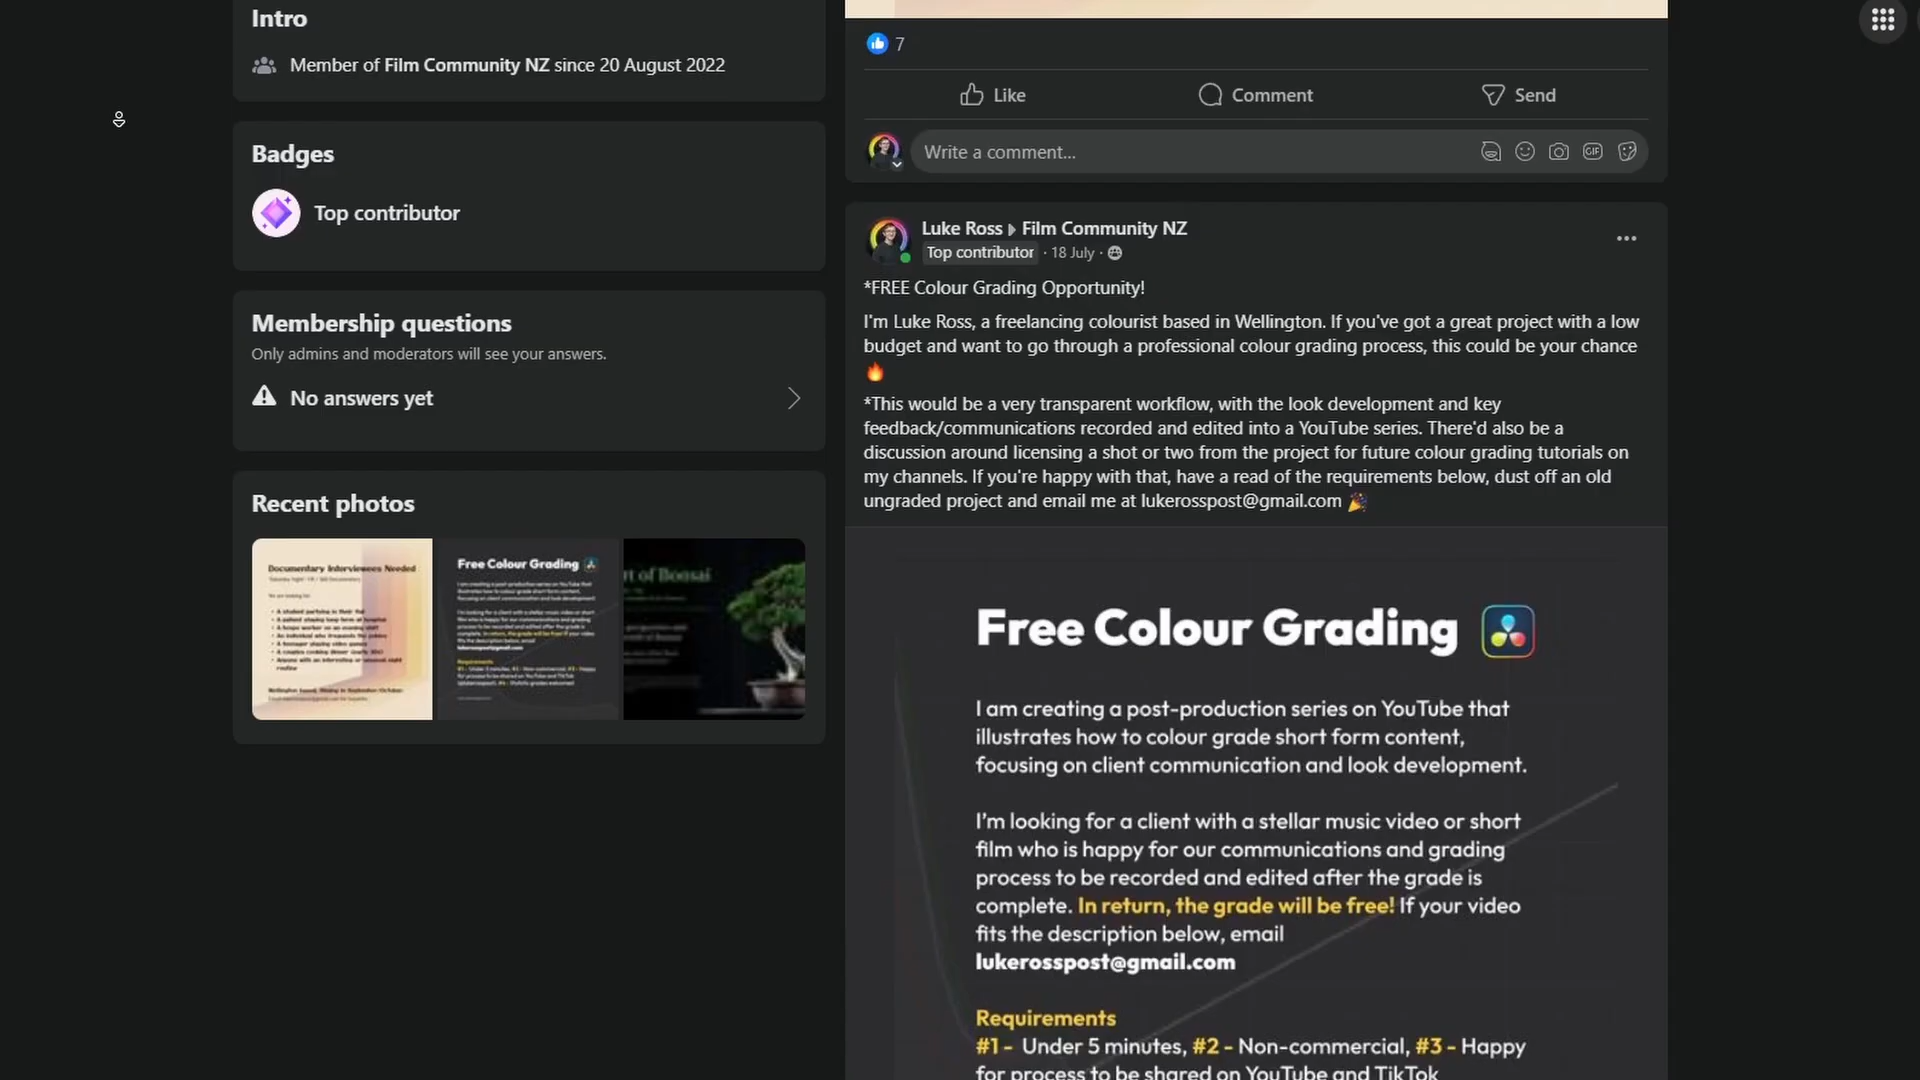 Intro
Member of Film Community NZ since 20 August 2022
Badges
Top contributor
Membership questions
Only admins and moderators will see your answers.
No answers yet
Recent photos
Documentary Interviewees Needed
Free Colour Grading
t of Bonsai
7
Like
Comment
Send
Write a comment...
GIF
Luke Ross Film Community NZ
Top contributor · 18 July ·
*FREE Colour Grading Opportunity!
I'm Luke Ross, a freelancing colourist based in Wellington. If you've got a great project with a low
budget and want to go through a professional colour grading process, this could be your chance
🔥
*This would be a very transparent workflow, with the look development and key
feedback/communications recorded and edited into a YouTube series. There'd also be a
discussion around licensing a shot or two from the project for future colour grading tutorials on
my channels. If you're happy with that, have a read of the requirements below, dust off an old
ungraded project and email me at lukerosspost@gmail.com 🎉
Free Colour Grading
I am creating a post-production series on YouTube that
illustrates how to colour grade short form content,
focusing on client communication and look development.
I'm looking for a client with a stellar music video or short
film who is happy for our communications and grading
process to be recorded and edited after the grade is
complete. In return, the grade will be free! If your video
fits the description below, email
lukerosspost@gmail.com
Requirements
#1 - Under 5 minutes, #2 - Non-commercial, #3 - Happy
for process to be shared on YouTube and TikTok